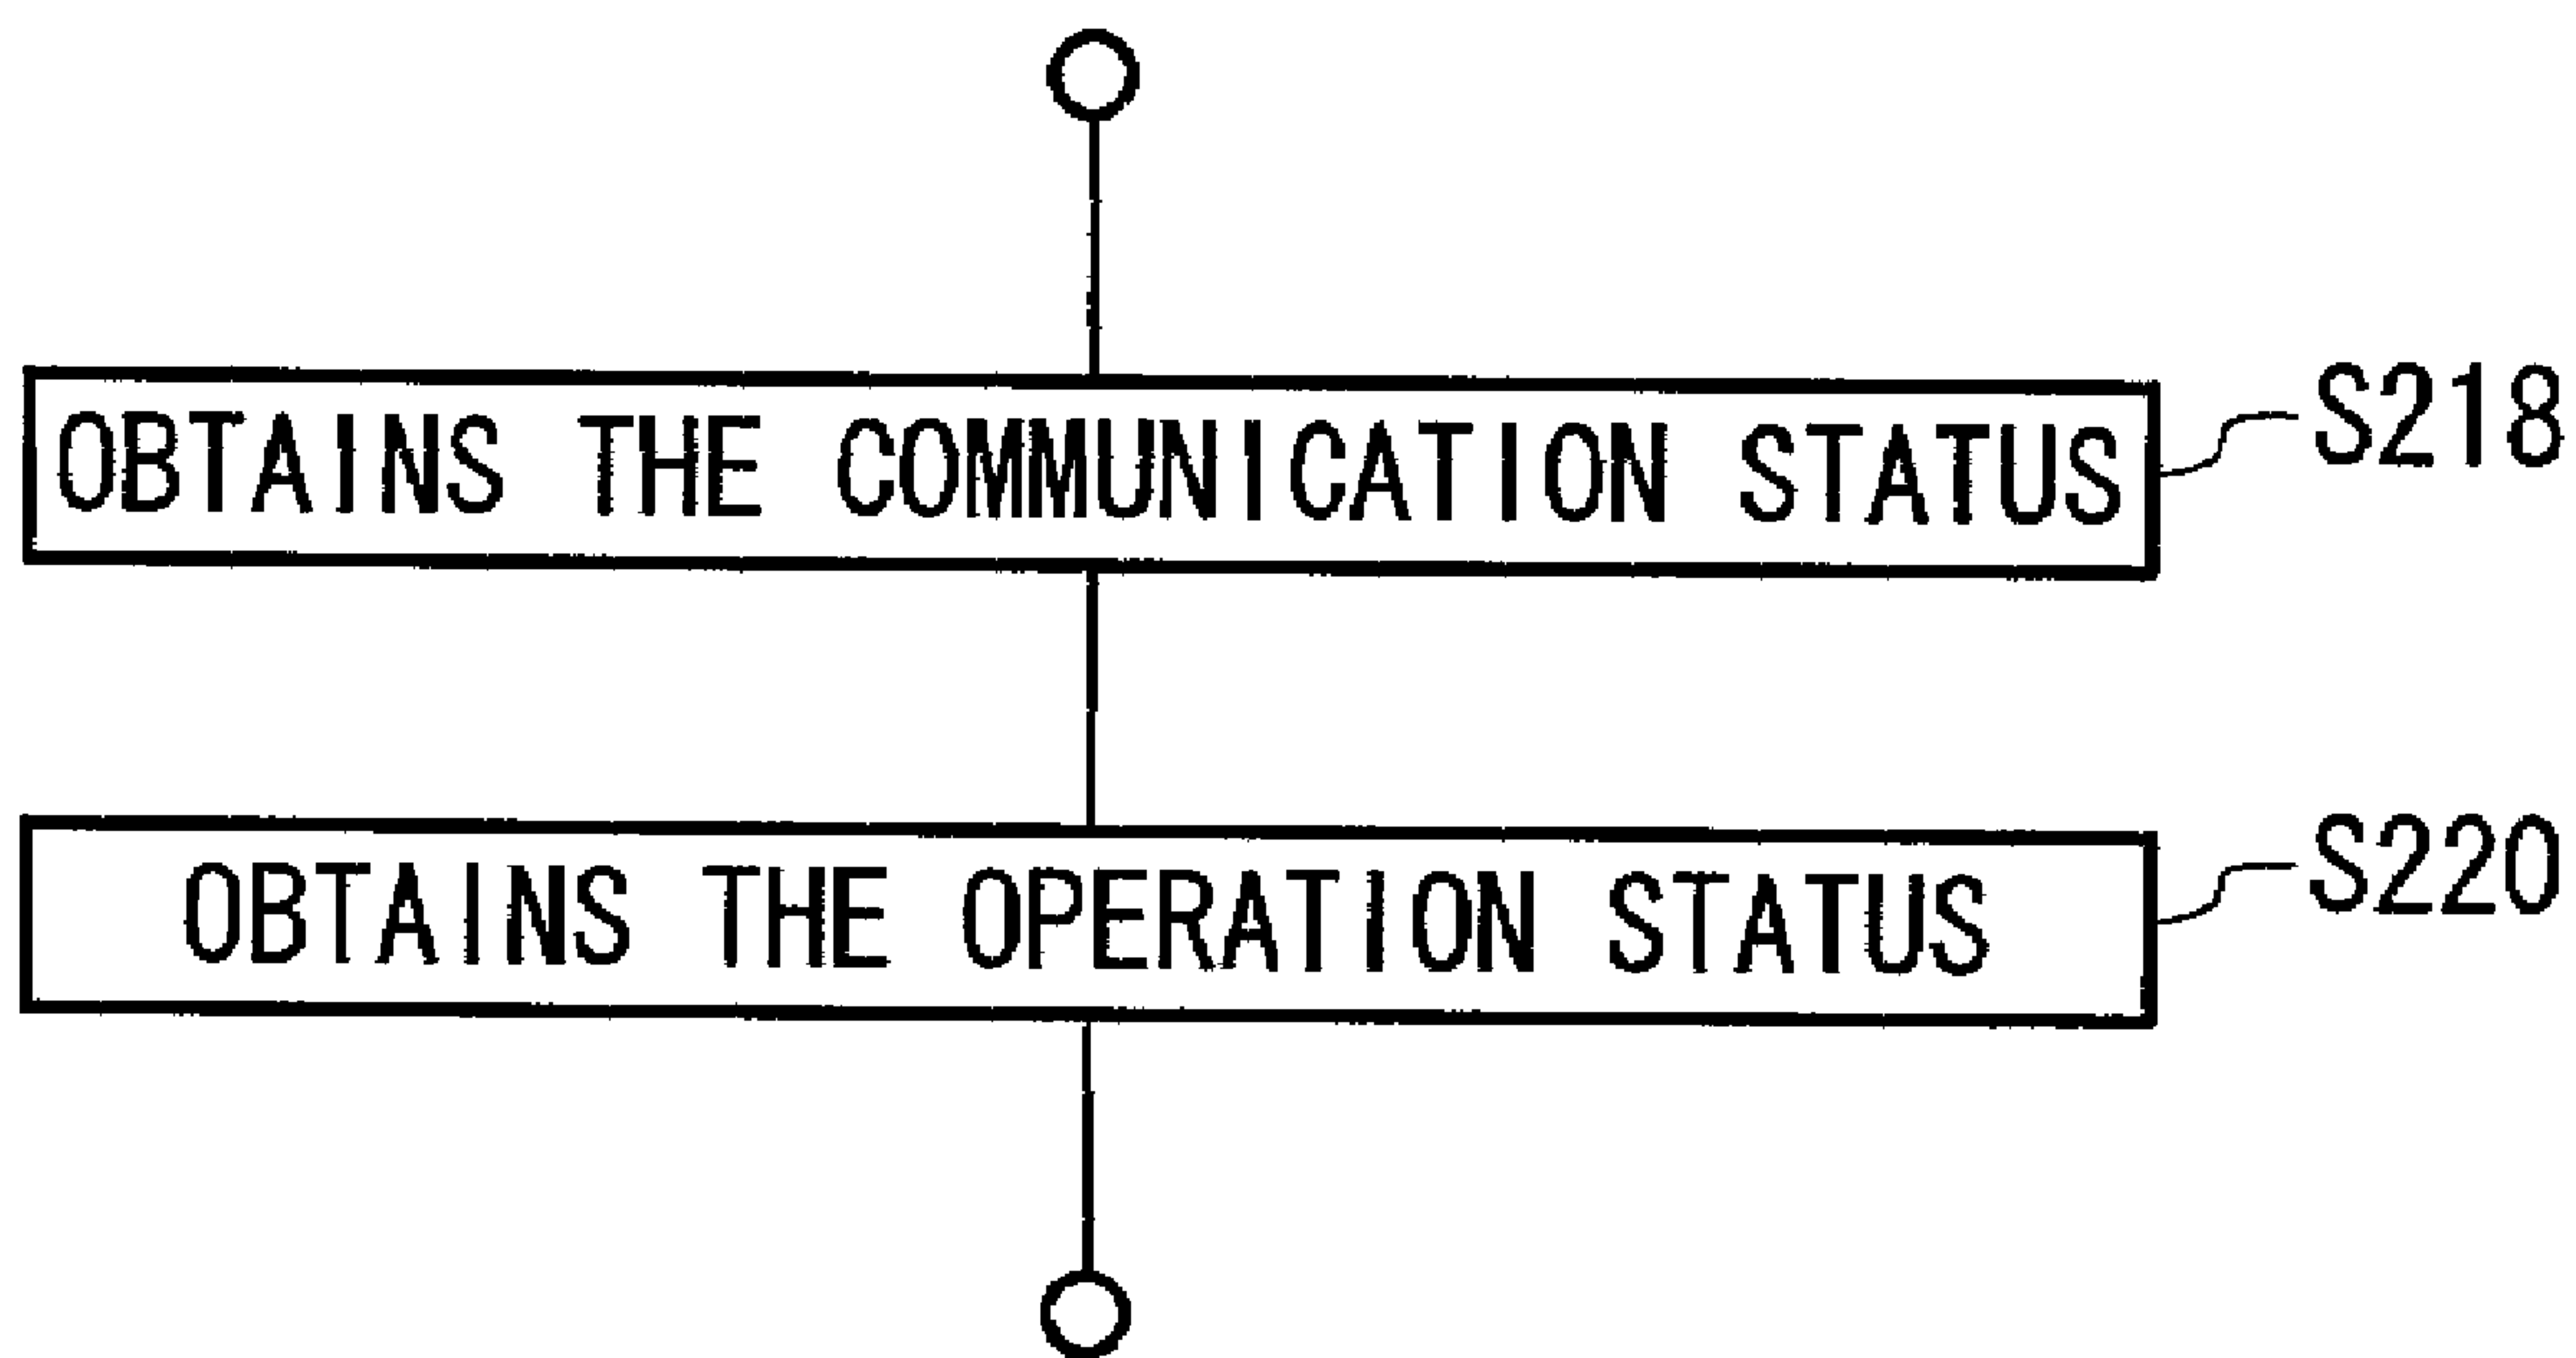 OBTAINS THE COMMUNICATION STATUS
S218
OBTAINS THE OPERATION STATUS
S220